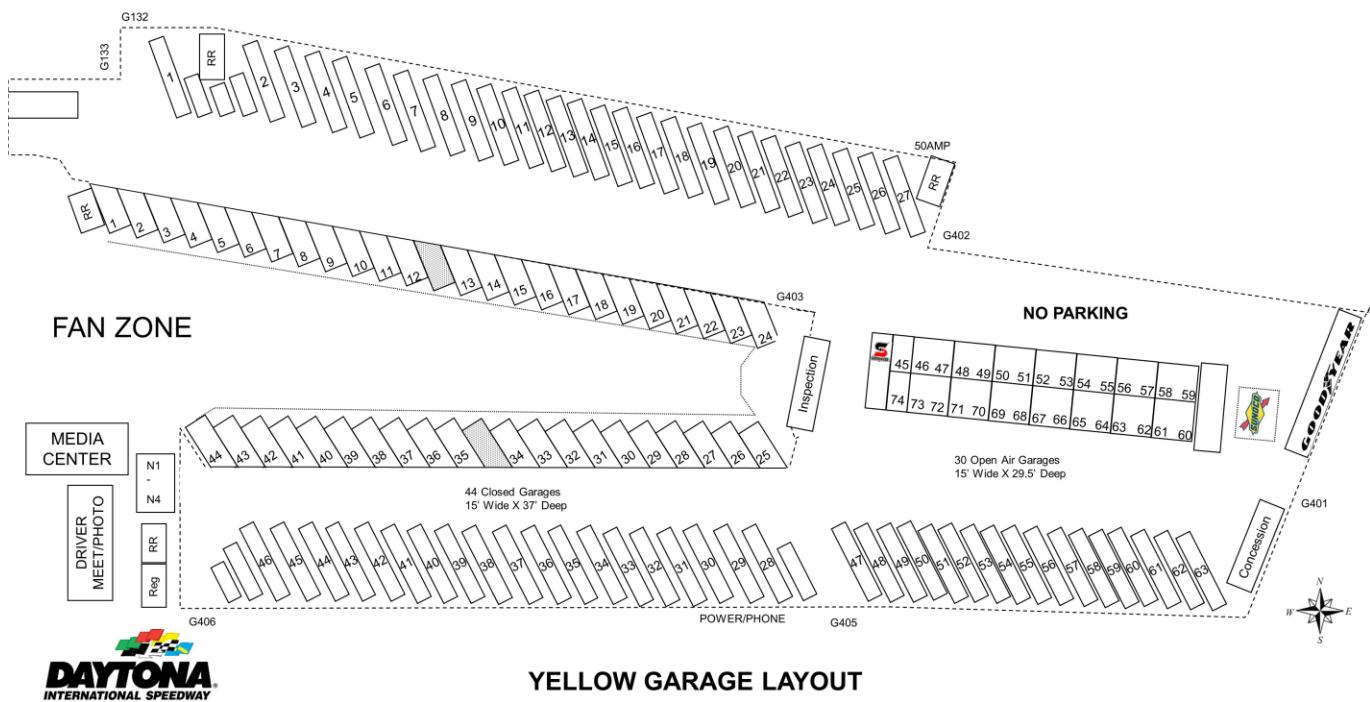 G132
G133
RR
1
2
3
4
5
6
7
8
9
10
11
12
13
14
15
16
17
18
19
20
21
22
23
24
25
26
27
50AMP
RR
G402
RR
1
2
3
4
5
6
7
8
9
10
11
12
13
14
15
16
17
18
19
20
21
22
23
24
G403
FAN ZONE
NO PARKING
Inspection
45 46 47 48 49 50 51 52 53 54 55 56 57 58 59
74 73 72 71 70 69 68 67 66 65 64 63 62 61 60
SUNOCO
GOODYEAR
MEDIA
CENTER
N1
-
N4
44 43 42 41 40 39 38 37 36 35 34 33 32 31 30 29 28 27 26 25
44 Closed Garages
15' Wide X 37' Deep
30 Open Air Garages
15' Wide X 29.5' Deep
G401
DRIVER
MEET/PHOTO
RR
Reg
46 45 44 43 42 41 40 39 38 37 36 35 34 33 32 31 30 29 28
47 48 49 50 51 52 53 54 55 56 57 58 59 60 61 62 63
Concession
N
W E
S
G406
POWER/PHONE
G405
DAYTONA
INTERNATIONAL SPEEDWAY
YELLOW GARAGE LAYOUT